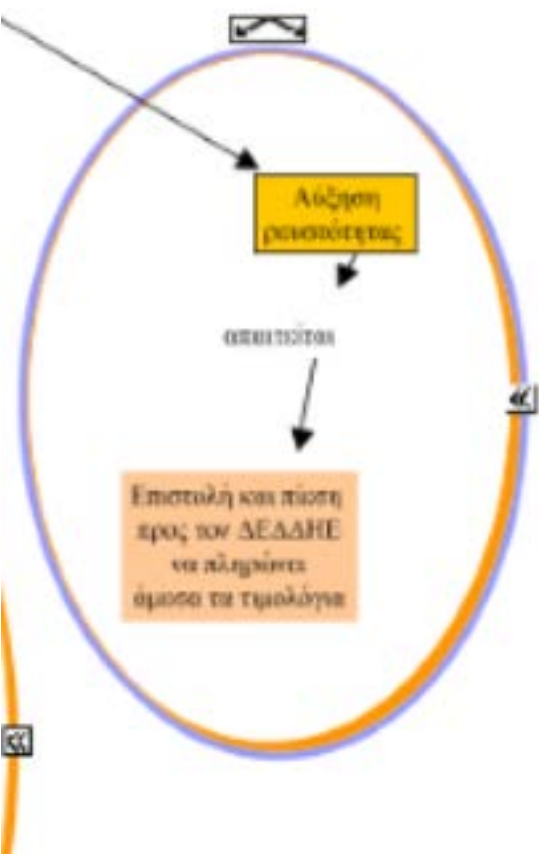 Αύξηση
ρευστότητας
απαιτείται
Επιστολή και πίεση
προς τον ΔΕΔΔΗΕ
να πληρώνει
άμεσα τα τιμολόγια